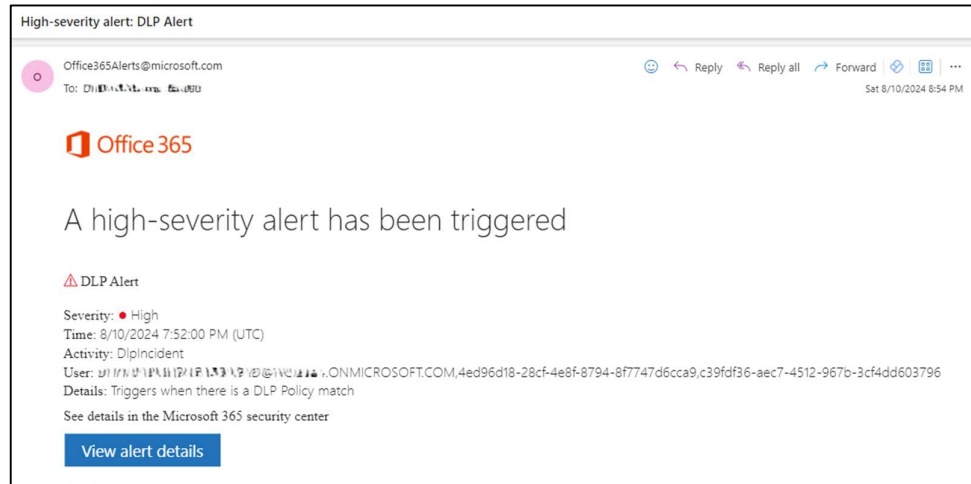 High-severity alert: DLP Alert
O
Office365Alerts@microsoft.com
Reply Reply all Forward
To:
Sat 8/10/2024 8:54 PM
Office 365
A high-severity alert has been triggered
DLP Alert
Severity: ● High
Time: 8/10/2024 7:52:00 PM (UTC)
Activity: DlpIncident
User: .ONMICROSOFT.COM,4ed96d18-28cf-4e8f-8794-8f7747d6cca9,c39fdf36-aec7-4512-967b-3cf4dd603796
Details: Triggers when there is a DLP Policy match
See details in the Microsoft 365 security center
View alert details